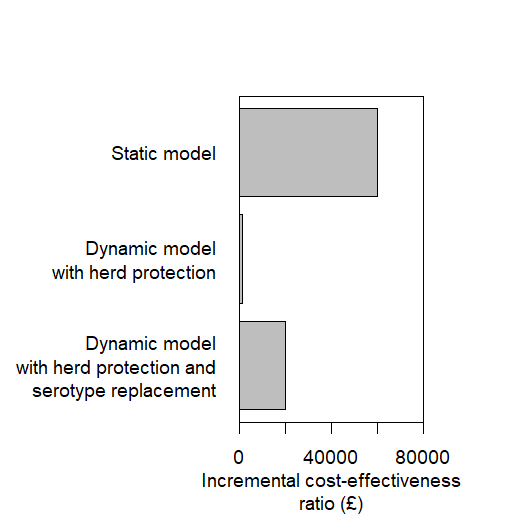 Static model
Dynamic model
with herd protection
Dynamic model
with herd protection and
serotype replacement
0 40000 80000
Incremental cost-effectiveness
ratio (£)